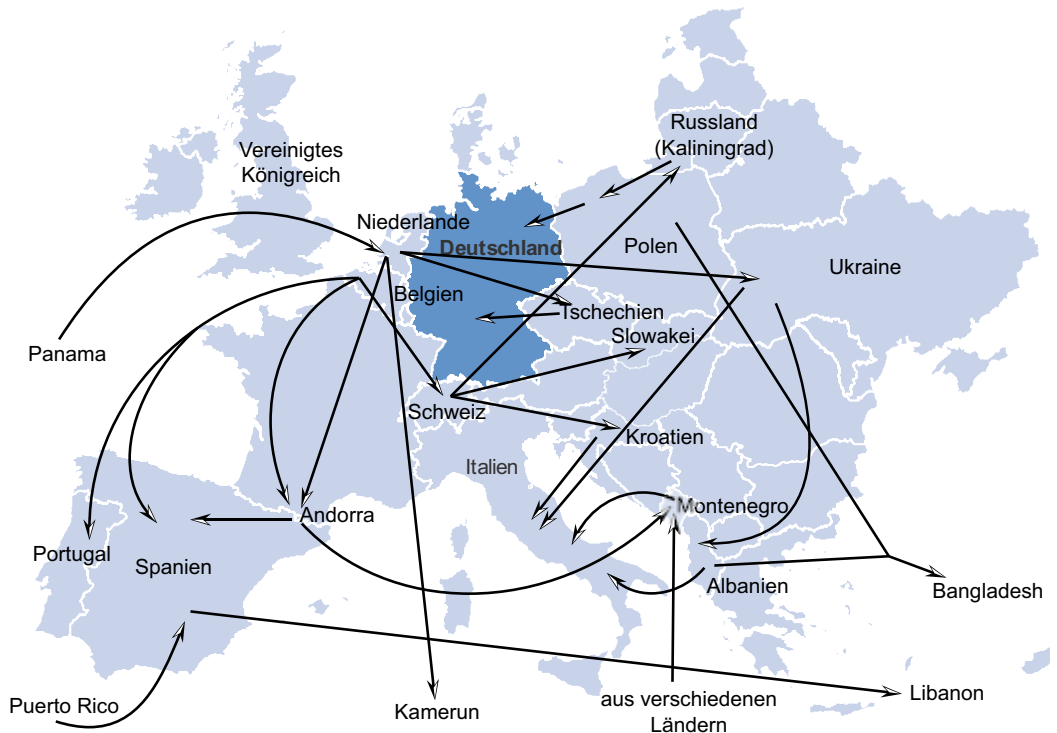 Russland
(Kaliningrad)
Vereinigtes
Königreich
Niederlande
Deutschland
Polen
Ukraine
Belgien
Tschechien
Slowakei
Panama
Schweiz
Kroatien
Italien
Montenegro
Andorra
Portugal
Spanien
Albanien
Bangladesh
Puerto Rico
Kamerun
aus verschiedenen
Ländern
Libanon